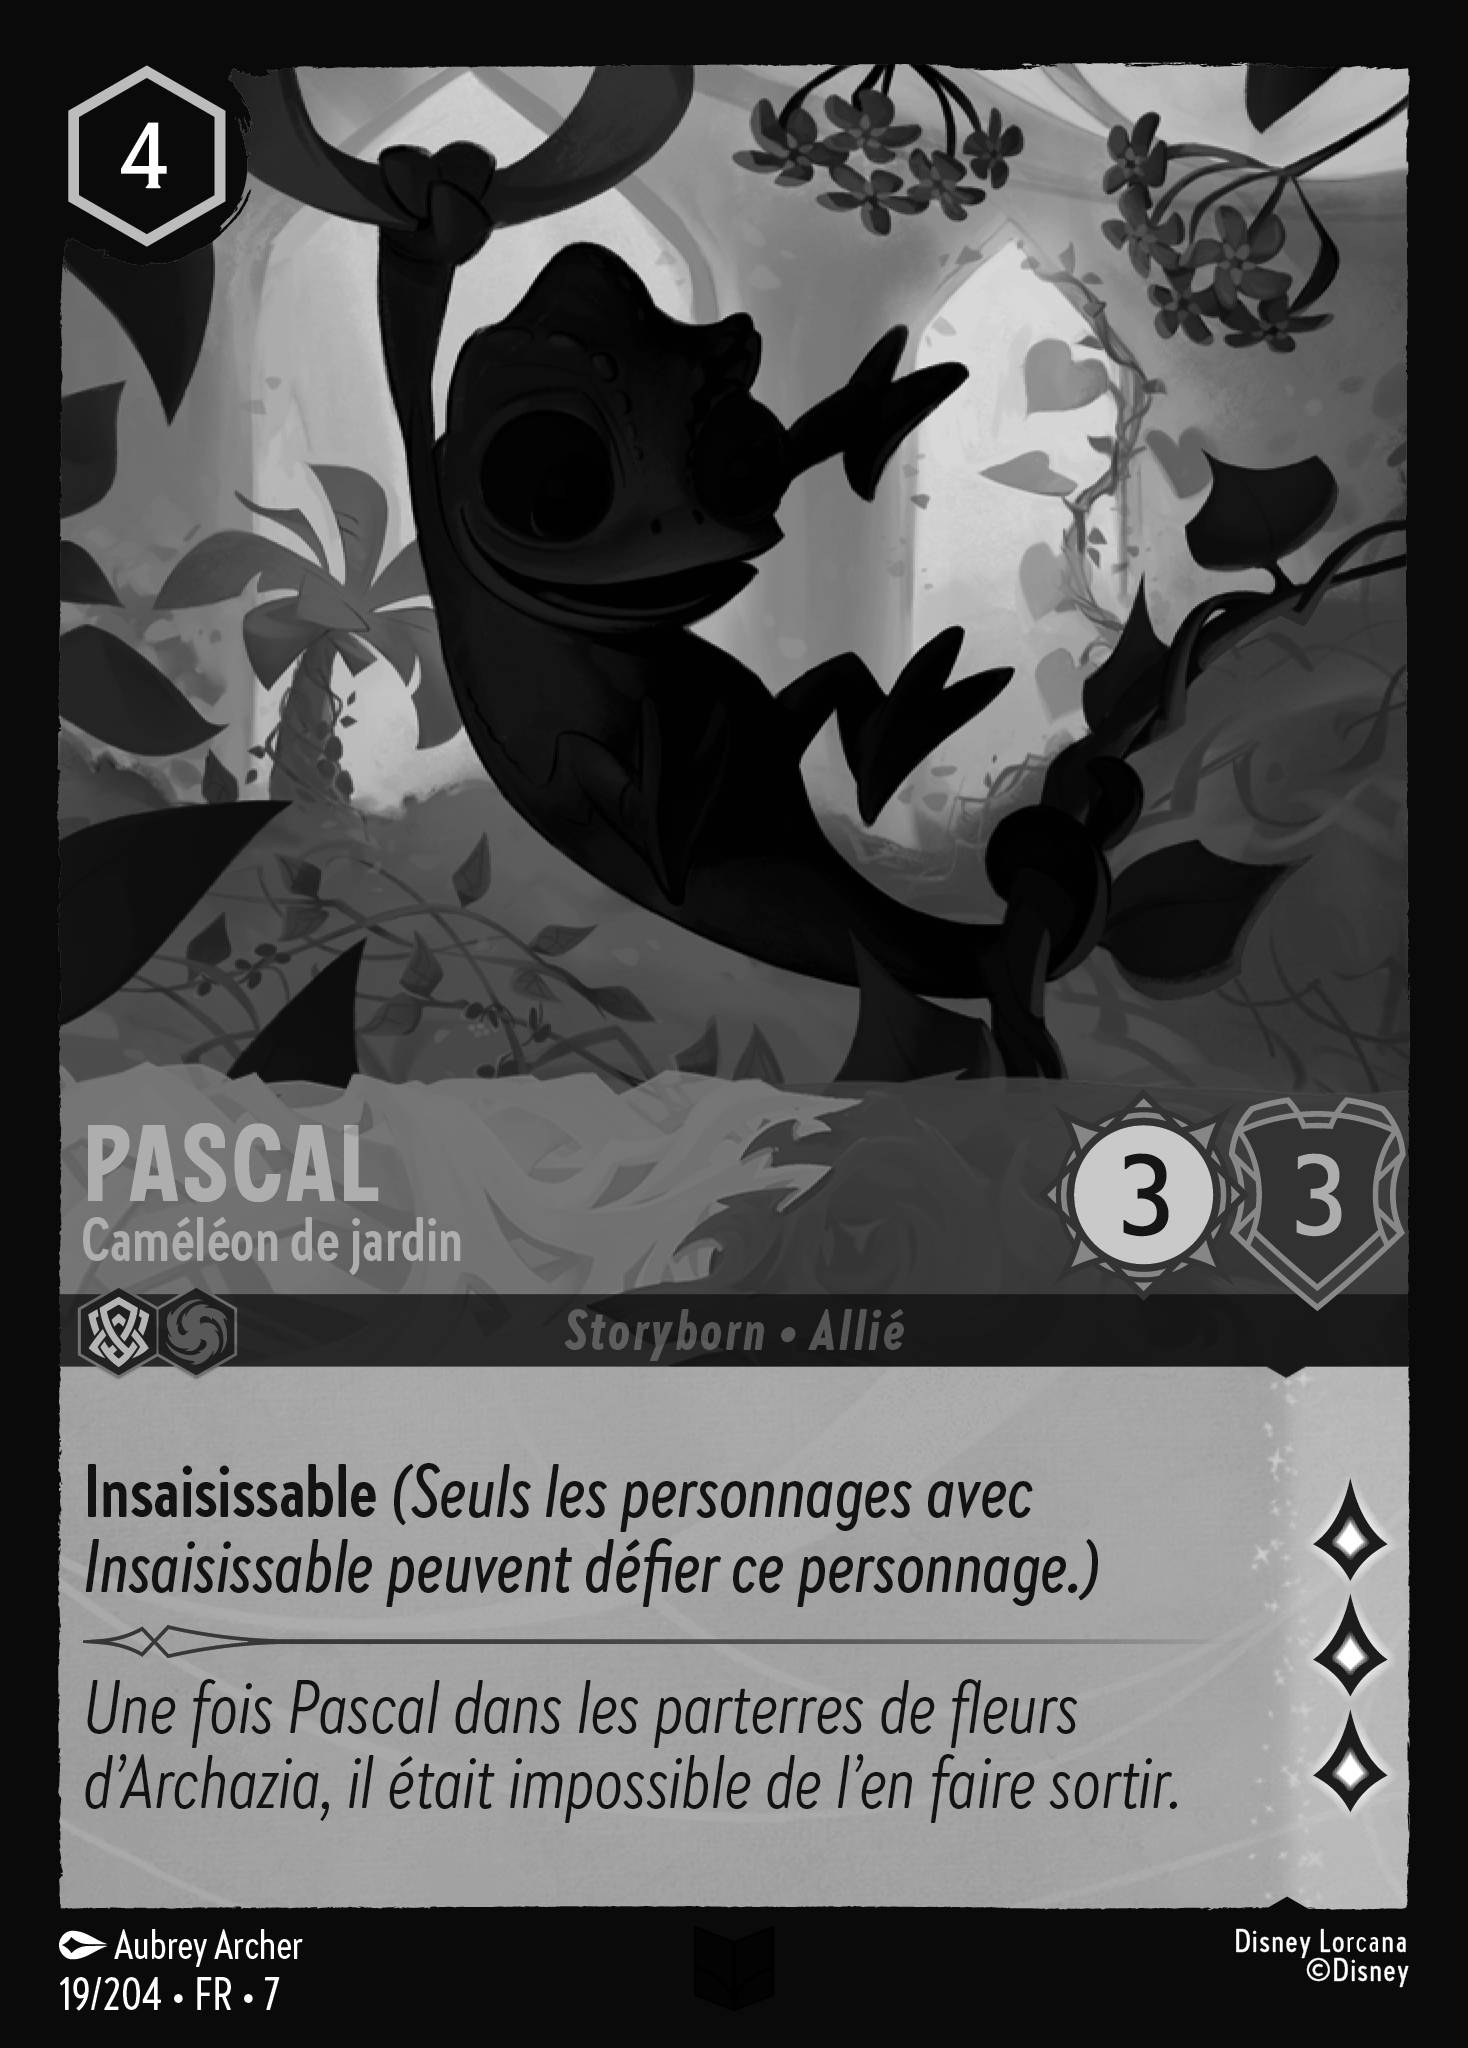 4
PASCAL
Caméléon de jardin
3
3
Storyborn • Allié
Insaisissable (Seuls les personnages avec
Insaisissable peuvent défier ce personnage.)
Une fois Pascal dans les parterres de fleurs
d’Archazia, il était impossible de l’en faire sortir.
Aubrey Archer
19/204 • FR • 7
Disney Lorcana
©Disney